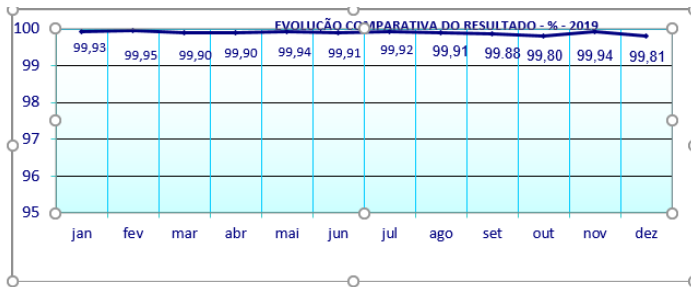 EVOLUÇÃO COMPARATIVA DO RESULTADO - % - 2019
100
99,93 99,95 99,90 99,90 99,94 99,91 99,92 99,91 99.88 99,80 99,94 99,81
99
98
97
96
95
jan fev mar abr mai jun jul ago set out nov dez